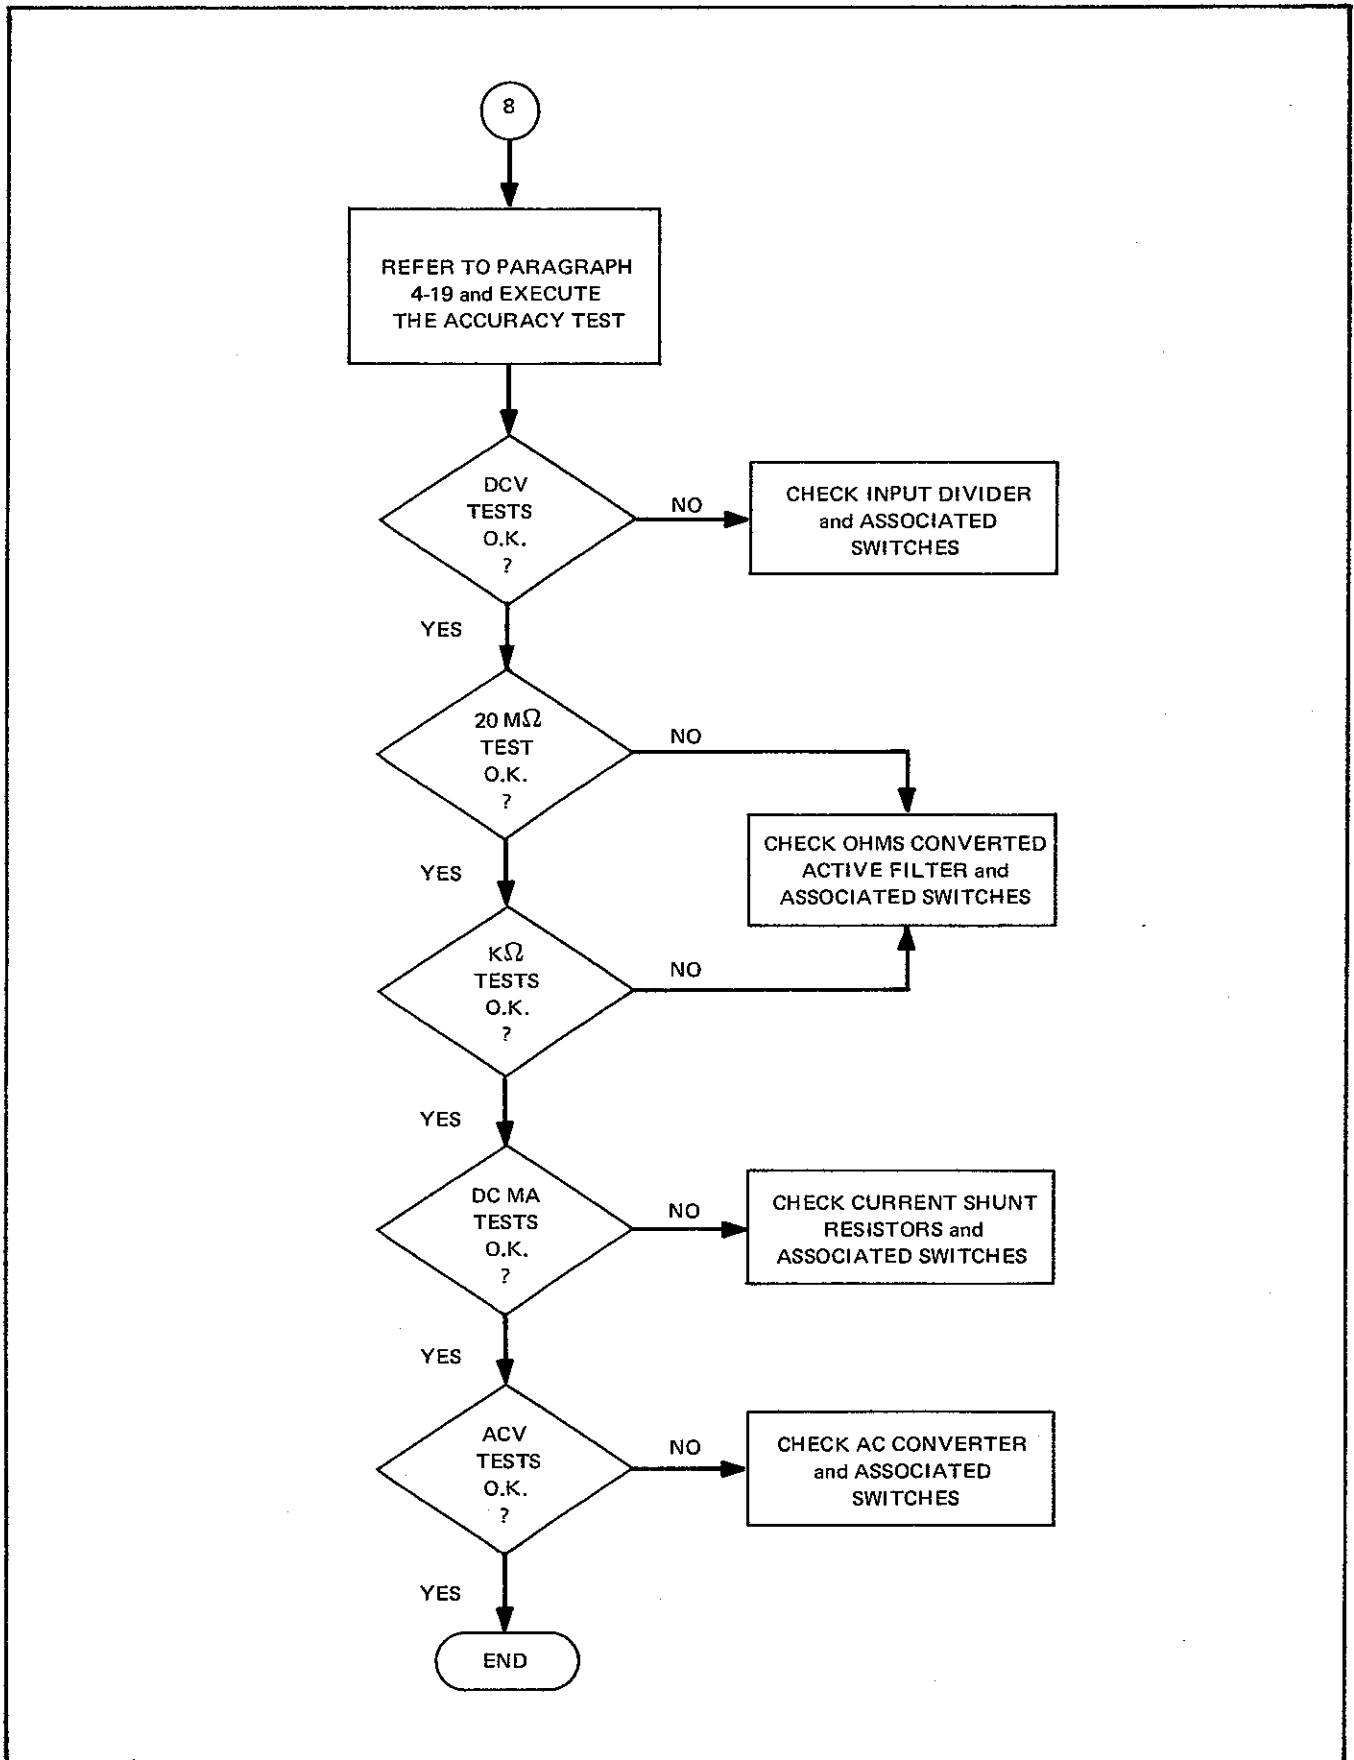 8
REFER TO PARAGRAPH
4-19 and EXECUTE
THE ACCURACY TEST
DCV
TESTS
O.K.
?
NO
CHECK INPUT DIVIDER
and ASSOCIATED
SWITCHES
YES
20 MΩ
TEST
O.K.
?
NO
CHECK OHMS CONVERTED
ACTIVE FILTER and
ASSOCIATED SWITCHES
YES
KΩ
TESTS
O.K.
?
NO
YES
DC MA
TESTS
O.K.
?
NO
CHECK CURRENT SHUNT
RESISTORS and
ASSOCIATED SWITCHES
YES
ACV
TESTS
O.K.
?
NO
CHECK AC CONVERTER
and ASSOCIATED
SWITCHES
YES
END